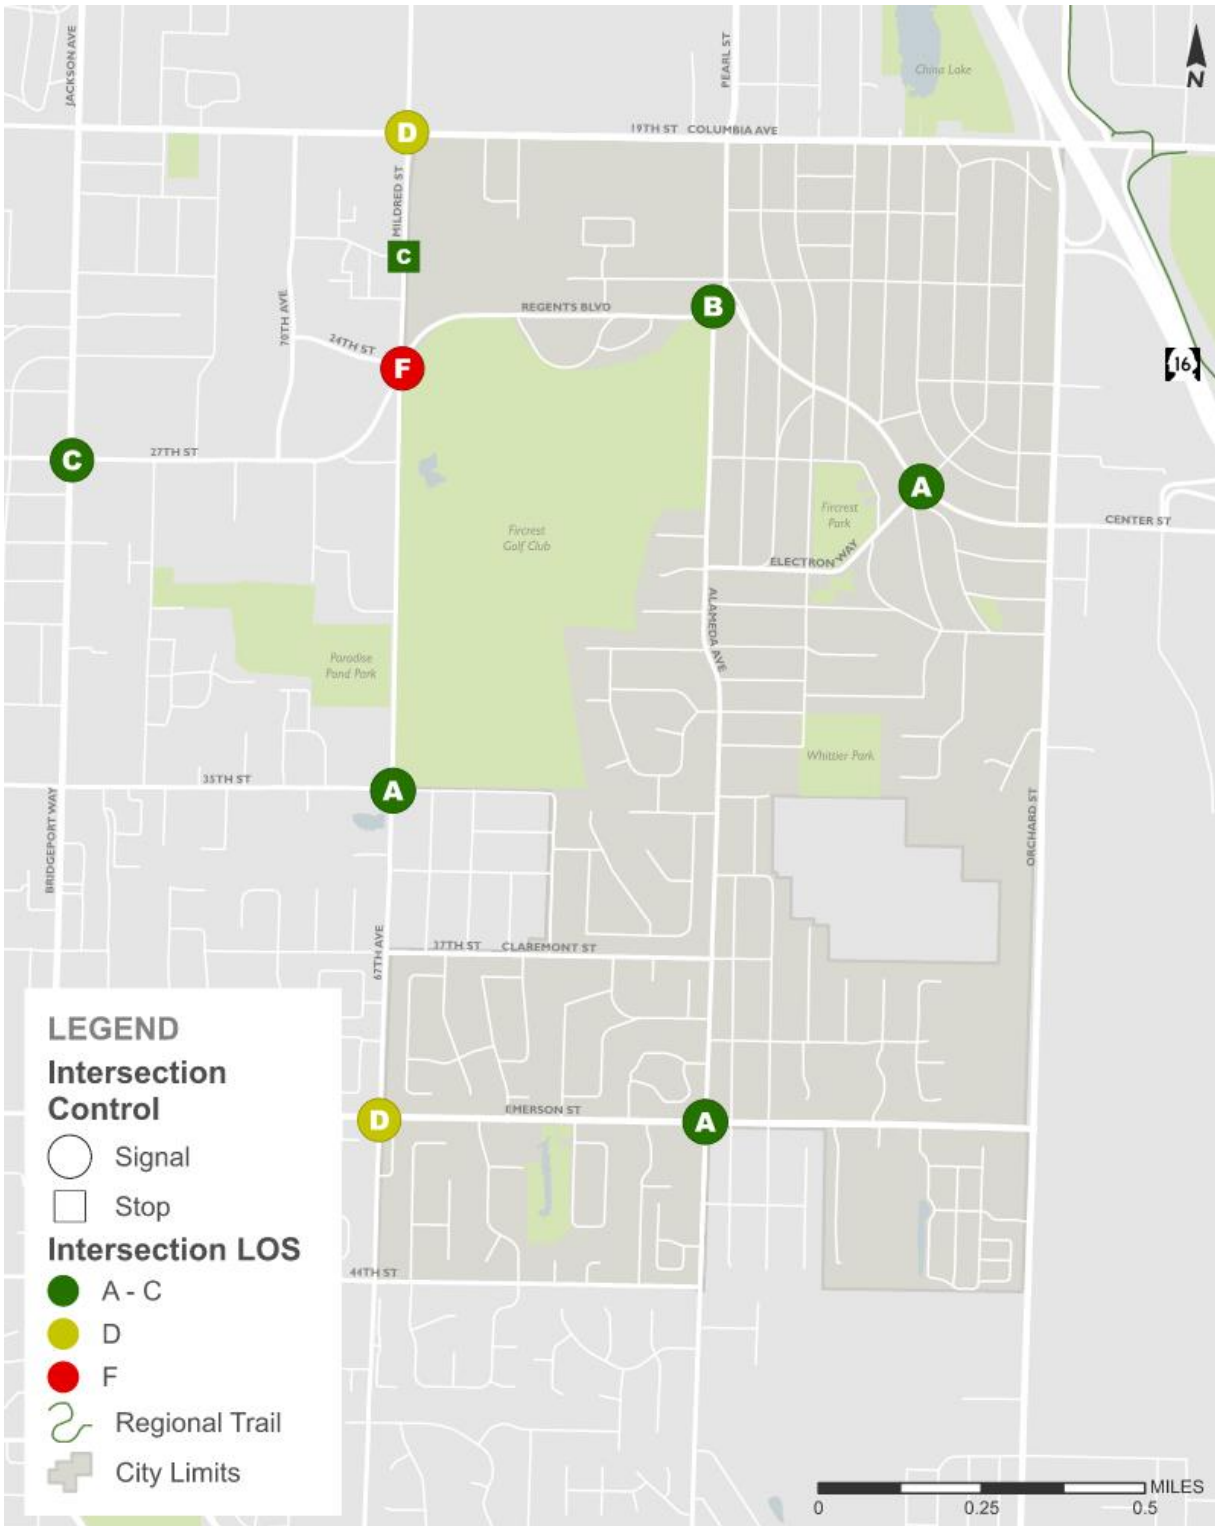 JACKSON AVE
PEARL ST
China Lake
N
D
19TH ST COLUMBIA AVE
MILDRED ST
C
70TH AVE
REGENTS BLVD
B
24TH ST
F
16
C
27TH ST
A
Fircrest
Park
CENTER ST
Fircrest
Golf Club
ELECTRON WAY
ALAMEDA AVE
Paradise
Pond Park
Whittier Park
35TH ST
A
BRIDGEPORT WAY
ORCHARD ST
67TH AVE
37TH ST CLAREMONT ST
D
EMERSON ST
A
44TH ST
LEGEND
Intersection
Control
Signal
Stop
Intersection LOS
A - C
D
F
Regional Trail
City Limits
MILES
0 0.25 0.5